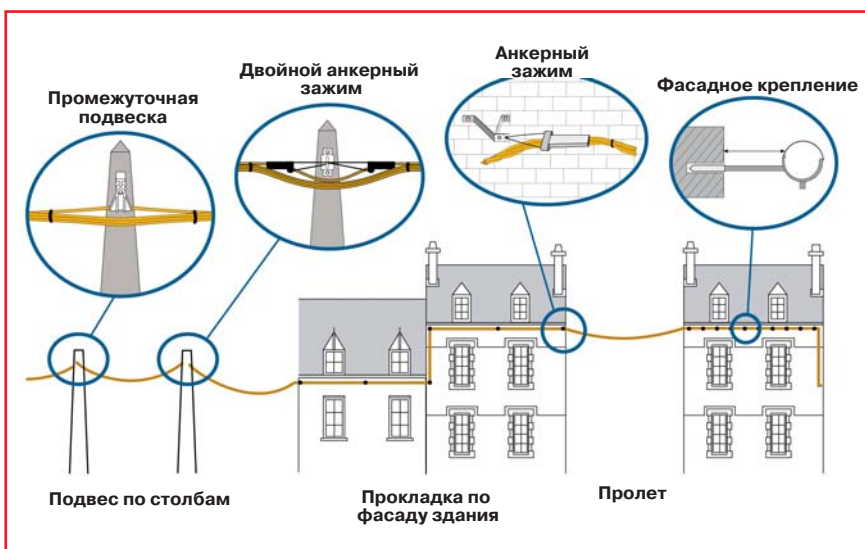 Промежуточная
подвеска
Двойной анкерный
зажим
Анкерный
зажим
Фасадное крепление
Подвес по столбам
Прокладка по
фасаду здания
Пролет